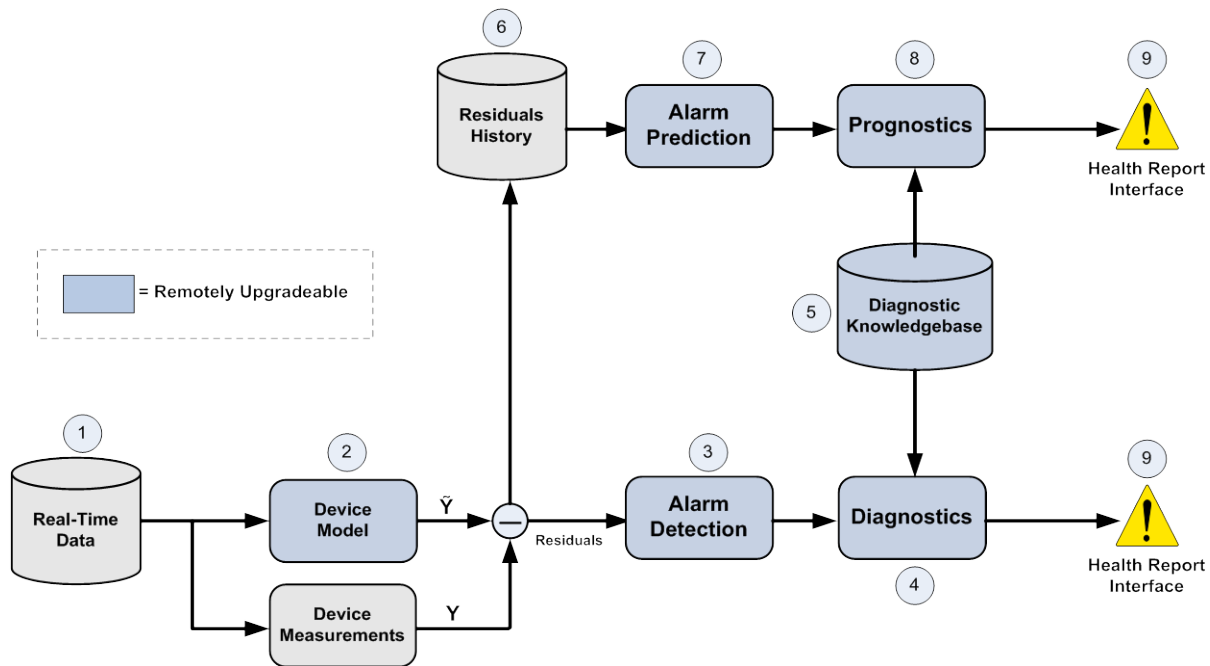 6
7
8
9
Residuals
History
Alarm
Prediction
Prognostics
Health Report
Interface
= Remotely Upgradeable
5
Diagnostic
Knowledgebase
1
2
3
9
Real-Time
Data
Device
Model
Ỹ
Residuals
Alarm
Detection
Diagnostics
Health Report
Interface
4
Device
Measurements
Y